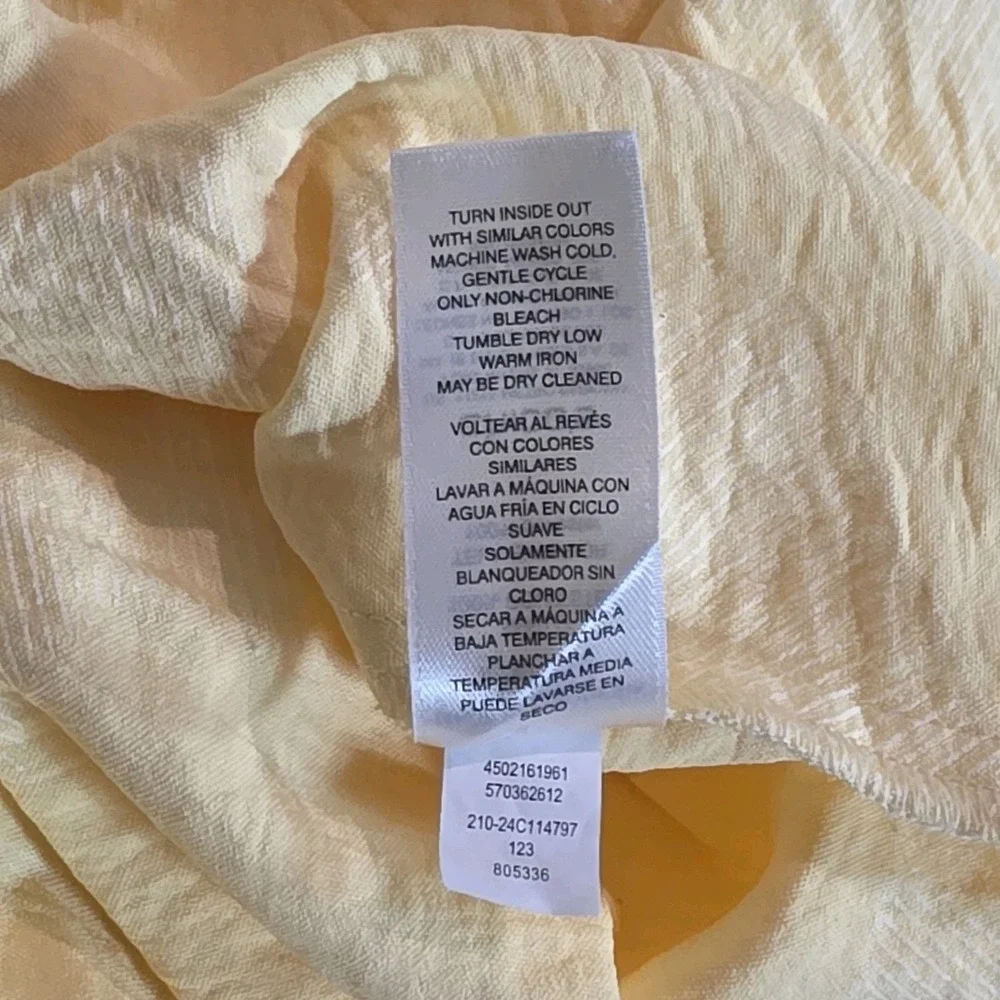 TURN INSIDE OUT
WITH SIMILAR COLORS
MACHINE WASH COLD,
GENTLE CYCLE
ONLY NON-CHLORINE
BLEACH
TUMBLE DRY LOW
WARM IRON
MAY BE DRY CLEANED
VOLTEAR AL REVÉS
CON COLORES
SIMILARES
LAVAR A MÁQUINA CON
AGUA FRÍA EN CICLO
SUAVE
SOLAMENTE
BLANQUEADOR SIN
CLORO
SECAR A MÁQUINA A
BAJA TEMPERATURA
PLANCHAR A
TEMPERATURA MEDIA
PUEDE LAVARSE EN
SECO
4502161961
570362612
210-24C114797
123
805336